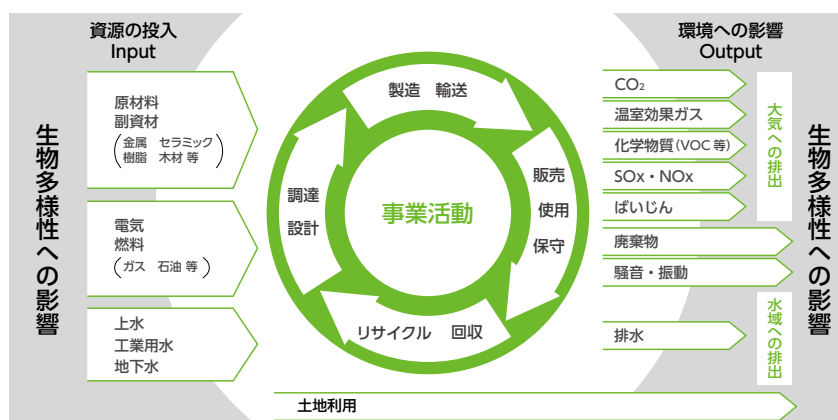 資源の投入
Input
生物多様性への影響
原材料
副資材
(金属 セラミック
樹脂 木材 等)
電気
燃料
(ガス 石油 等)
上水
工業用水
地下水
製造 輸送
販売
使用
保守
リサイクル 回収
調達
設計
事業活動
環境への影響
Output
CO₂
温室効果ガス
化学物質(VOC 等)
SOx・NOx
ばいじん
大気への排出
廃棄物
騒音・振動
排水
水域への排出
生物多様性への影響
土地利用